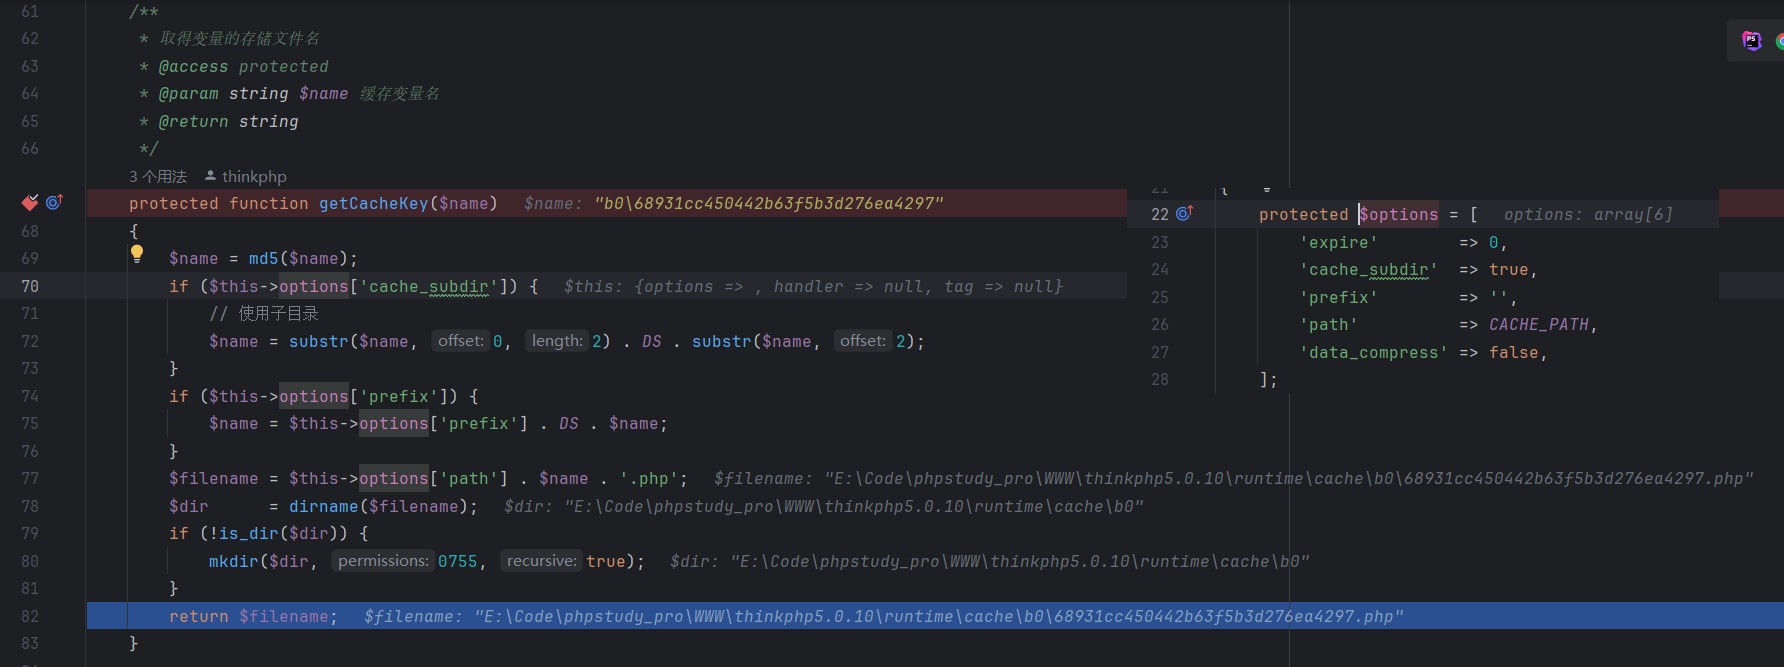 61 /**
62 * 取得变量的存储文件名
63 * @access protected
64 * @param string $name 缓存变量名
65 * @return string
66 */
3 个用法 thinkphp
protected function getCacheKey($name) $name: "b0\68931cc450442b63f5b3d276ea4297"
68 {
69 $name = md5($name);
70 if ($this->options['cache_subdir']) { $this: {options => , handler => null, tag => null}
71 // 使用子目录
72 $name = substr($name, offset: 0, length: 2) . DS . substr($name, offset: 2);
73 }
74 if ($this->options['prefix']) {
75 $name = $this->options['prefix'] . DS . $name;
76 }
77 $filename = $this->options['path'] . $name . '.php'; $filename: "E:\Code\phpstudy_pro\WWW\thinkphp5.0.10\runtime\cache\b0\68931cc450442b63f5b3d276ea4297.php"
78 $dir = dirname($filename); $dir: "E:\Code\phpstudy_pro\WWW\thinkphp5.0.10\runtime\cache\b0"
79 if (!is_dir($dir)) {
80 mkdir($dir, permissions: 0755, recursive: true); $dir: "E:\Code\phpstudy_pro\WWW\thinkphp5.0.10\runtime\cache\b0"
81 }
82 return $filename; $filename: "E:\Code\phpstudy_pro\WWW\thinkphp5.0.10\runtime\cache\b0\68931cc450442b63f5b3d276ea4297.php"
83 }
21 {
22 protected $options = [ options: array[6]
23 'expire' => 0,
24 'cache_subdir' => true,
25 'prefix' => '',
26 'path' => CACHE_PATH,
27 'data_compress' => false,
28 ];
PS